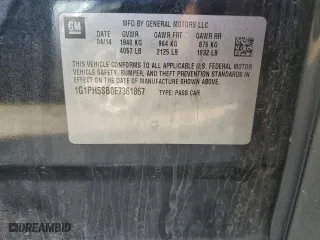 GM
MFD BY GENERAL MOTORS LLC
DATE GVWR GAWR FRT GAWR RR
04/14 1840 KG 964 KG 876 KG
4057 LB 2125 LB 1932 LB
THIS VEHICLE CONFORMS TO ALL APPLICABLE U.S. FEDERAL MOTOR
VEHICLE SAFETY, BUMPER, AND THEFT PREVENTION STANDARDS
IN EFFECT ON THE DATE OF MANUFACTURE SHOWN ABOVE.
1G1PH5SB0E7361867 TYPE: PASS CAR
DREAMBID